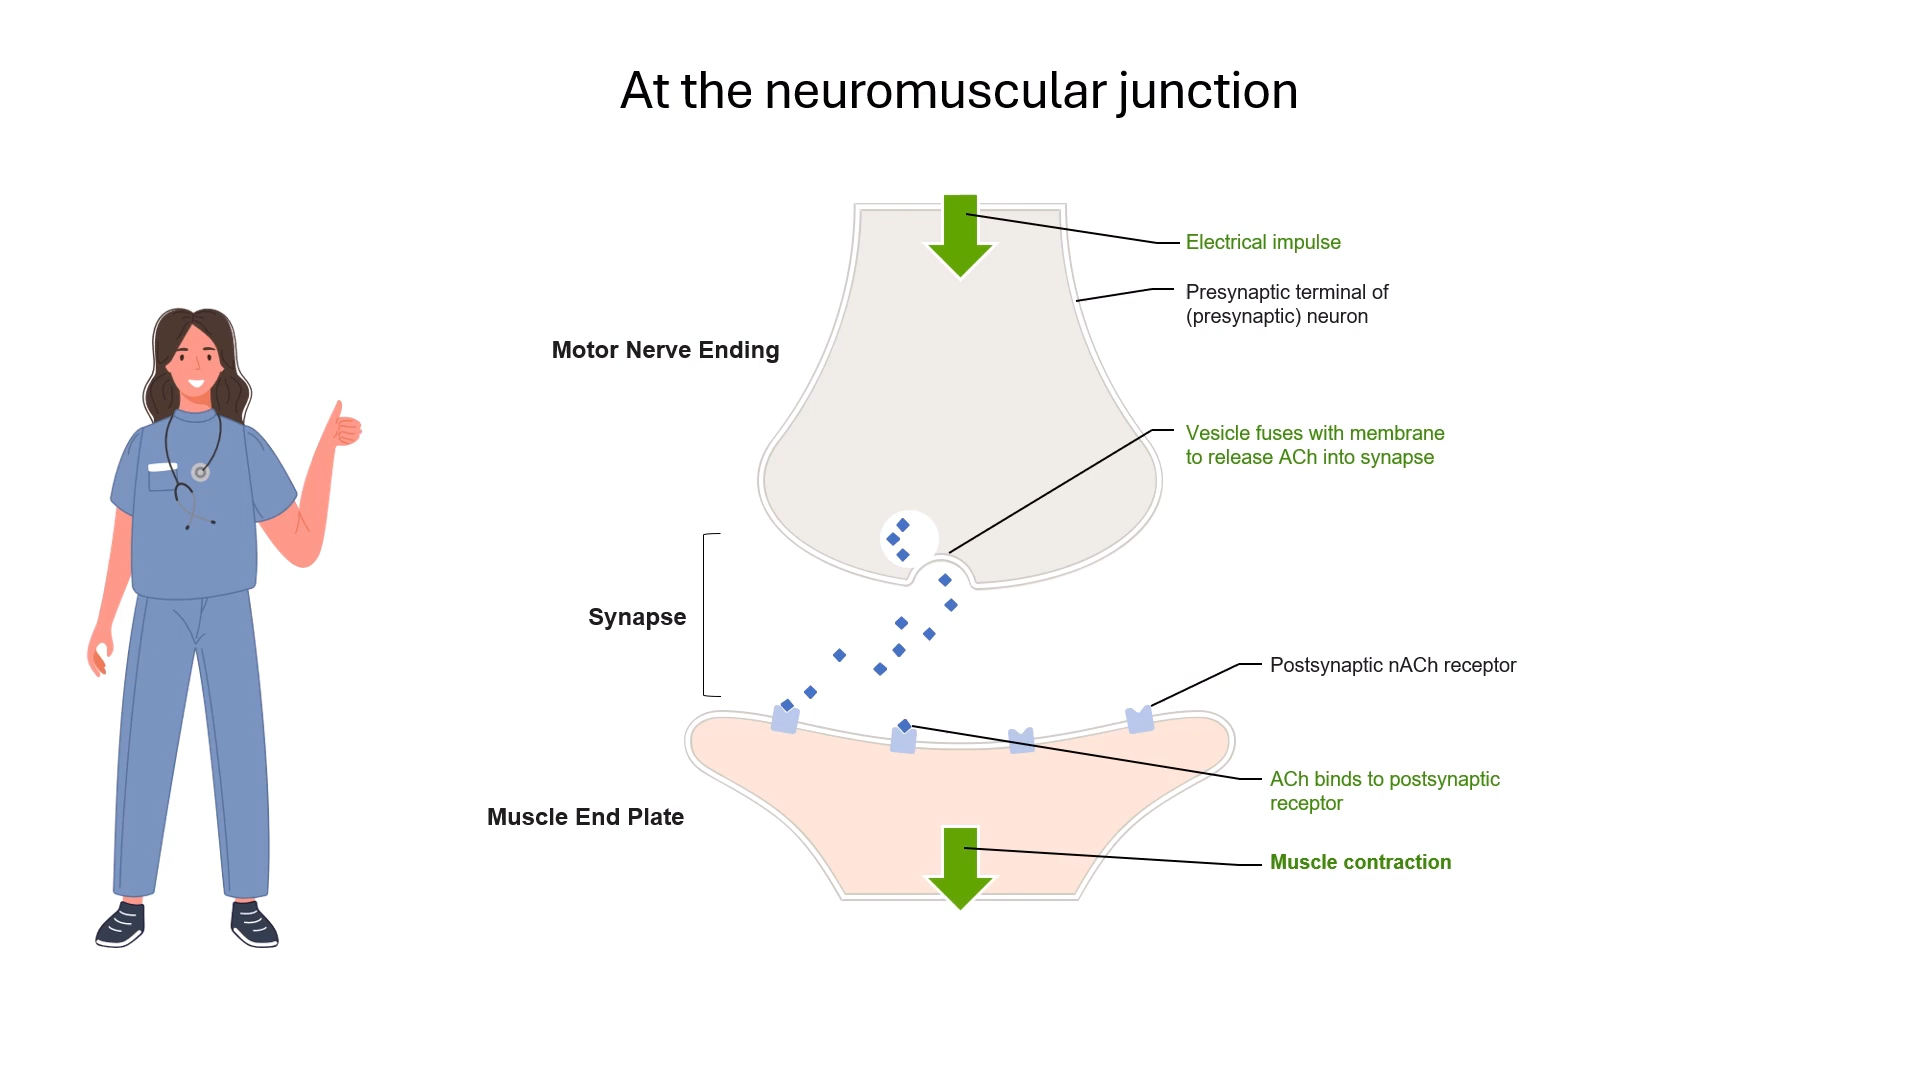 At the neuromuscular junction
Electrical impulse
Presynaptic terminal of
(presynaptic) neuron
Motor Nerve Ending
Vesicle fuses with membrane
to release ACh into synapse
Synapse
Postsynaptic nACh receptor
ACh binds to postsynaptic
receptor
Muscle End Plate
Muscle contraction